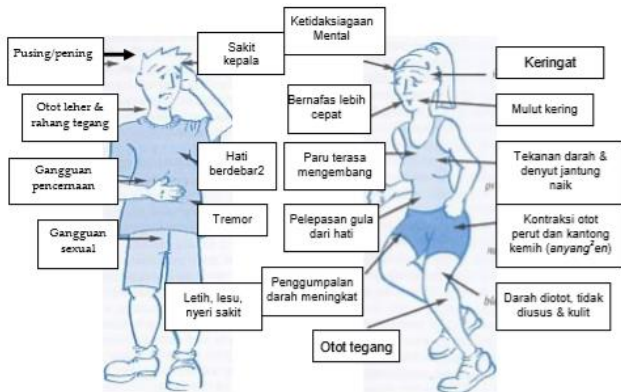 Pusing/pening
Sakit
kepala
Ketidaksiagaan
Mental
Keringat
Otot leher &
rahang tegang
Bernafas lebih
cepat
Mulut kering
Gangguan
pencernaan
Hati
berdebar2
Paru terasa
mengembang
Tekanan darah &
denyut jantung
naik
Gangguan
sexual
Tremor
Pelepasan gula
dari hati
Kontraksi otot
perut dan kantong
kemih (anyang²en)
Letih, lesu,
nyeri sakit
Penggumpalan
darah meningkat
Darah diotot, tidak
diusus & kulit
Otot tegang